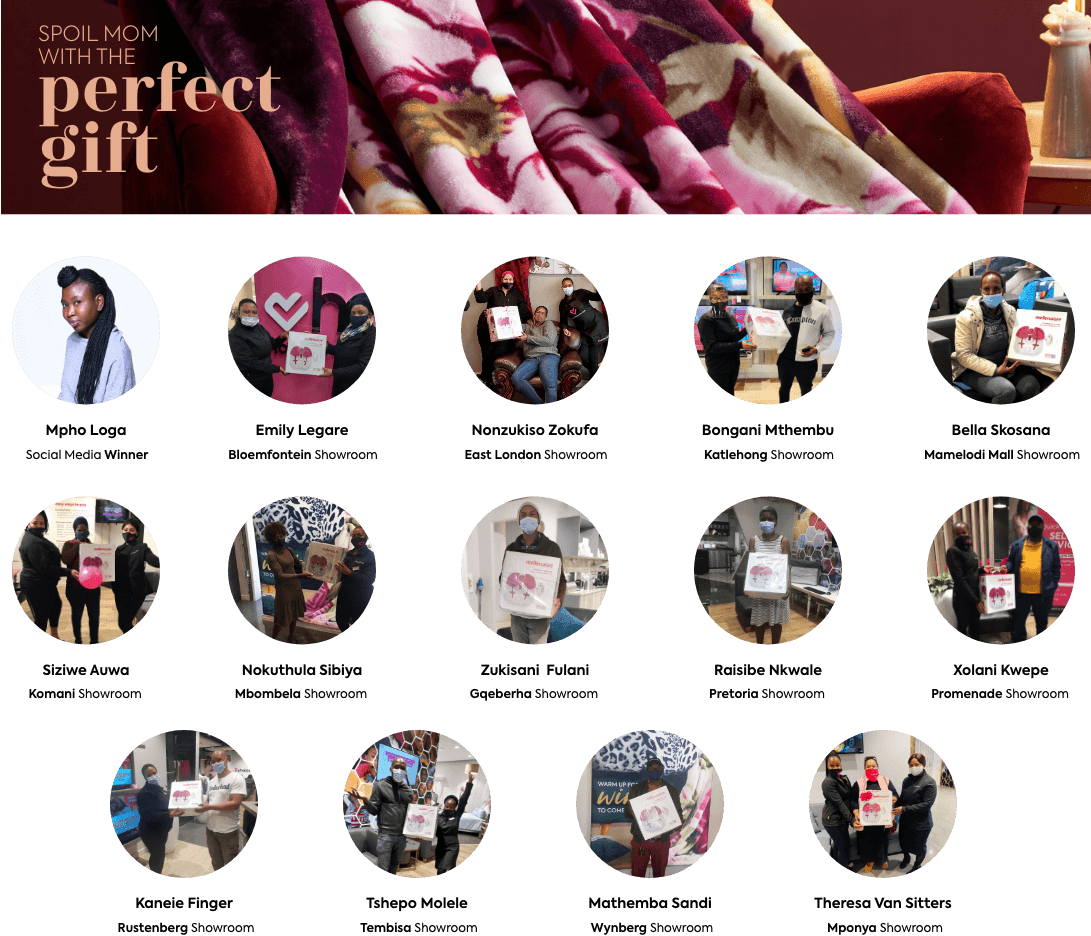 SPOIL MOM
WITH THE
perfect
gift
Mpho Loga
Social Media Winner
Emily Legare
Bloemfontein Showroom
Nonzukiso Zokufa
East London Showroom
Bongani Mthembu
Katlehong Showroom
Bella Skosana
Mamelodi Mall Showroom
Siziwe Auwa
Komani Showroom
Nokuthula Sibiya
Mbombela Showroom
Zukisani  Fulani
Gqeberha Showroom
Raisibe Nkwale
Pretoria Showroom
Xolani Kwepe
Promenade Showroom
WARM UP FOR
Kaneie Finger
Rustenberg Showroom
Tshepo Molele
Tembisa Showroom
Mathemba Sandi
Wynberg Showroom
Theresa Van Sitters
Mponya Showroom